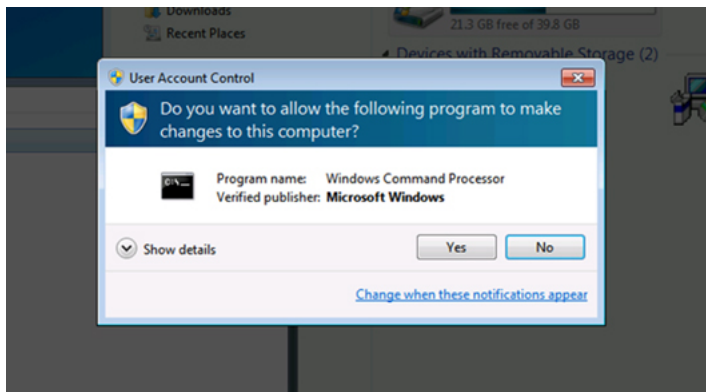 Downloads
Recent Places
21.3 GB free of 39.8 GB
Devices with Removable Storage (2)
User Account Control
Do you want to allow the following program to make
changes to this computer?
Program name: Windows Command Processor
Verified publisher: Microsoft Windows
Show details
Yes
No
Change when these notifications appear